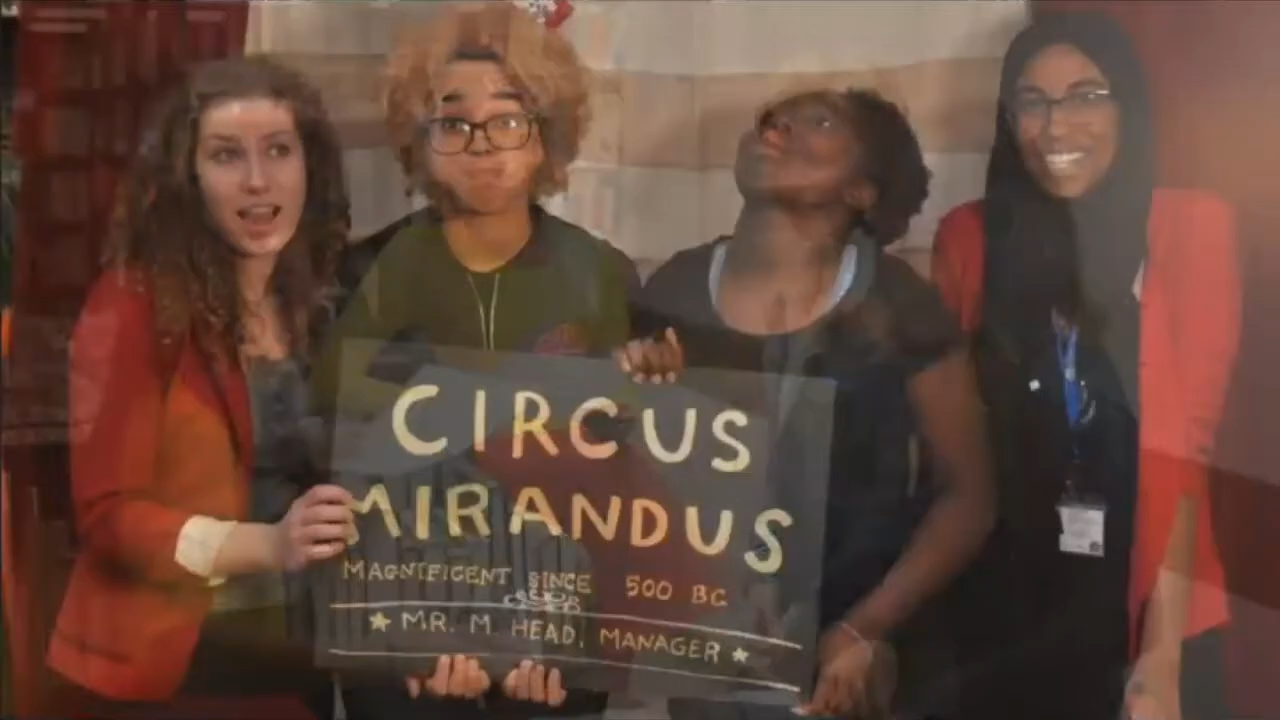 CIRCUS
MIRANDUS
MAGNIFICENT SINCE 500 BC
★ MR. M. HEAD, MANAGER ★